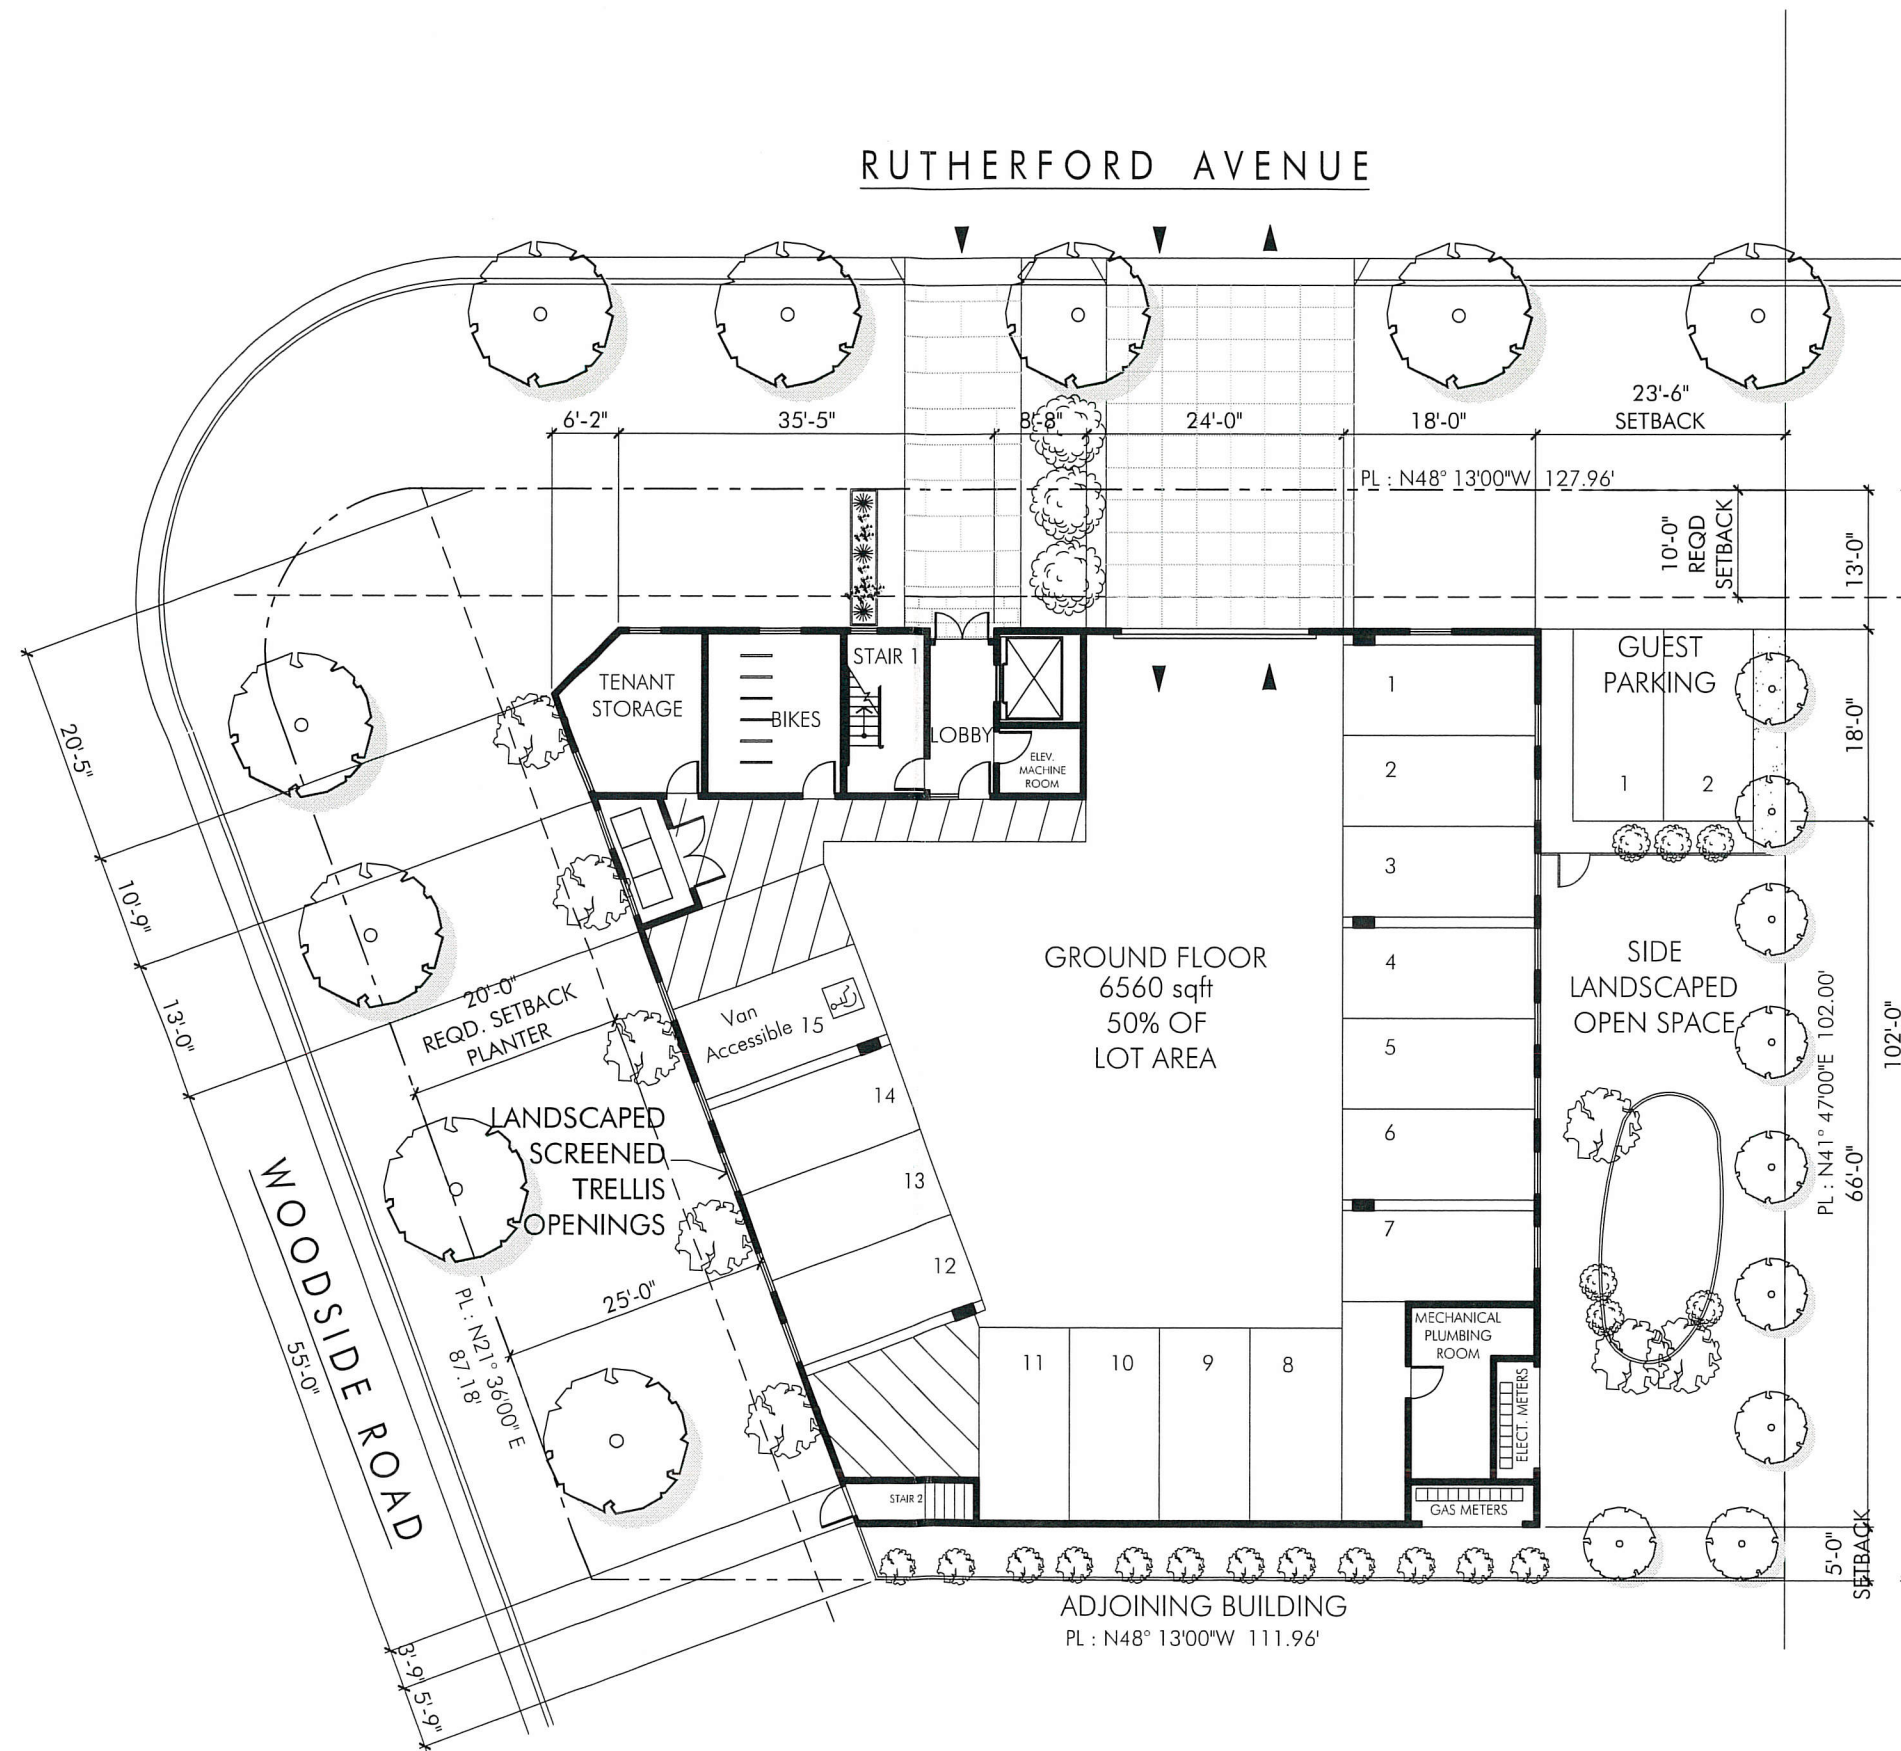 RUTHERFORD AVENUE
6'-2"
35'-5"
8'-8"
24'-0"
18'-0"
23'-6"
SETBACK
PL : N48° 13'00"W 127.96'
10'-0"
REQD
SETBACK
13'-0"
TENANT
STORAGE
BIKES
STAIR 1
LOBBY
ELEV.
MACHINE
ROOM
1
2
3
4
5
6
7
GUEST
PARKING
1
2
18'-0"
20'-5"
10'-9"
13'-0"
20'-0"
REQD. SETBACK
PLANTER
Van
Accessible 15
14
13
12
GROUND FLOOR
6560 sqft
50% OF
LOT AREA
SIDE
LANDSCAPED
OPEN SPACE
PL : N41° 47'00"E 102.00'
66'-0"
102'-0"
LANDSCAPED
SCREENED
TRELLIS
OPENINGS
WOODSIDE ROAD
55'-0"
25'-0"
PL : N21° 36'00" E
87.18'
11
10
9
8
MECHANICAL
PLUMBING
ROOM
ELECT. METERS
GAS METERS
STAIR 2
5'-0"
SETBACK
ADJOINING BUILDING
PL : N48° 13'00"W 111.96'
3'-9"
5'-9"